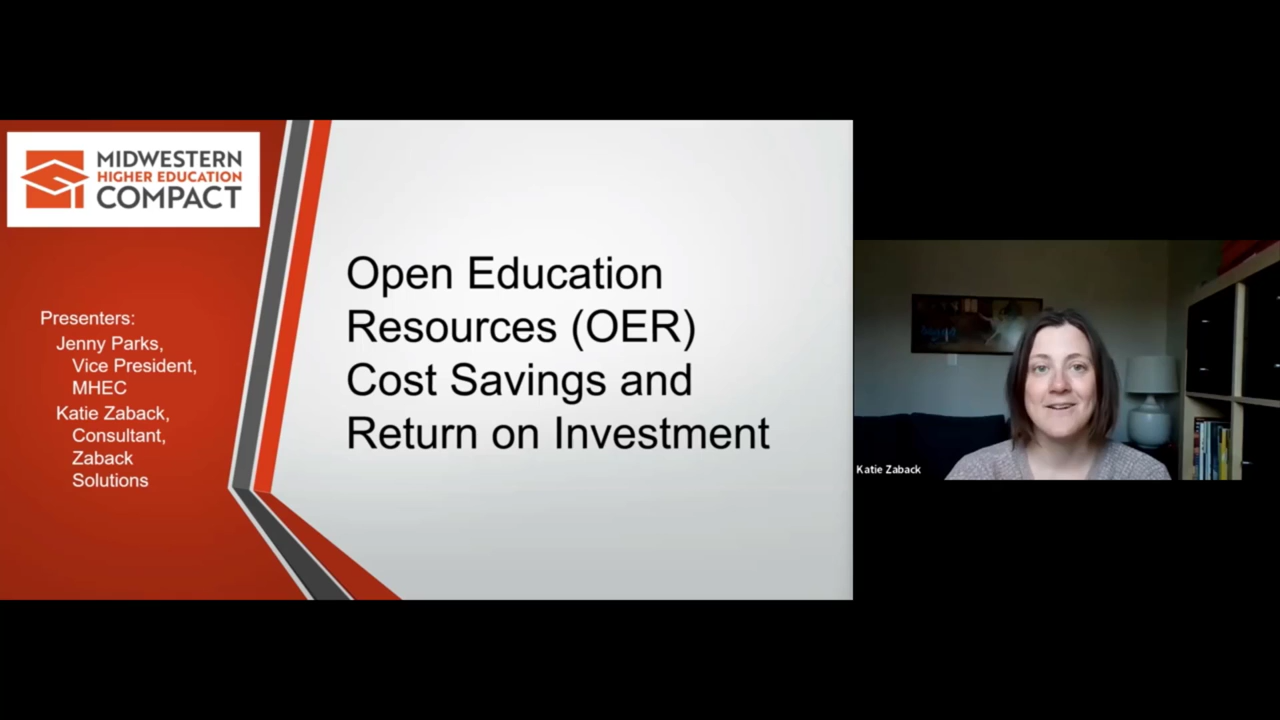 MIDWESTERN
HIGHER EDUCATION
COMPACT
Presenters:
Jenny Parks,
Vice President,
MHEC
Katie Zaback,
Consultant,
Zaback
Solutions
Open Education
Resources (OER)
Cost Savings and
Return on Investment
Katie Zaback